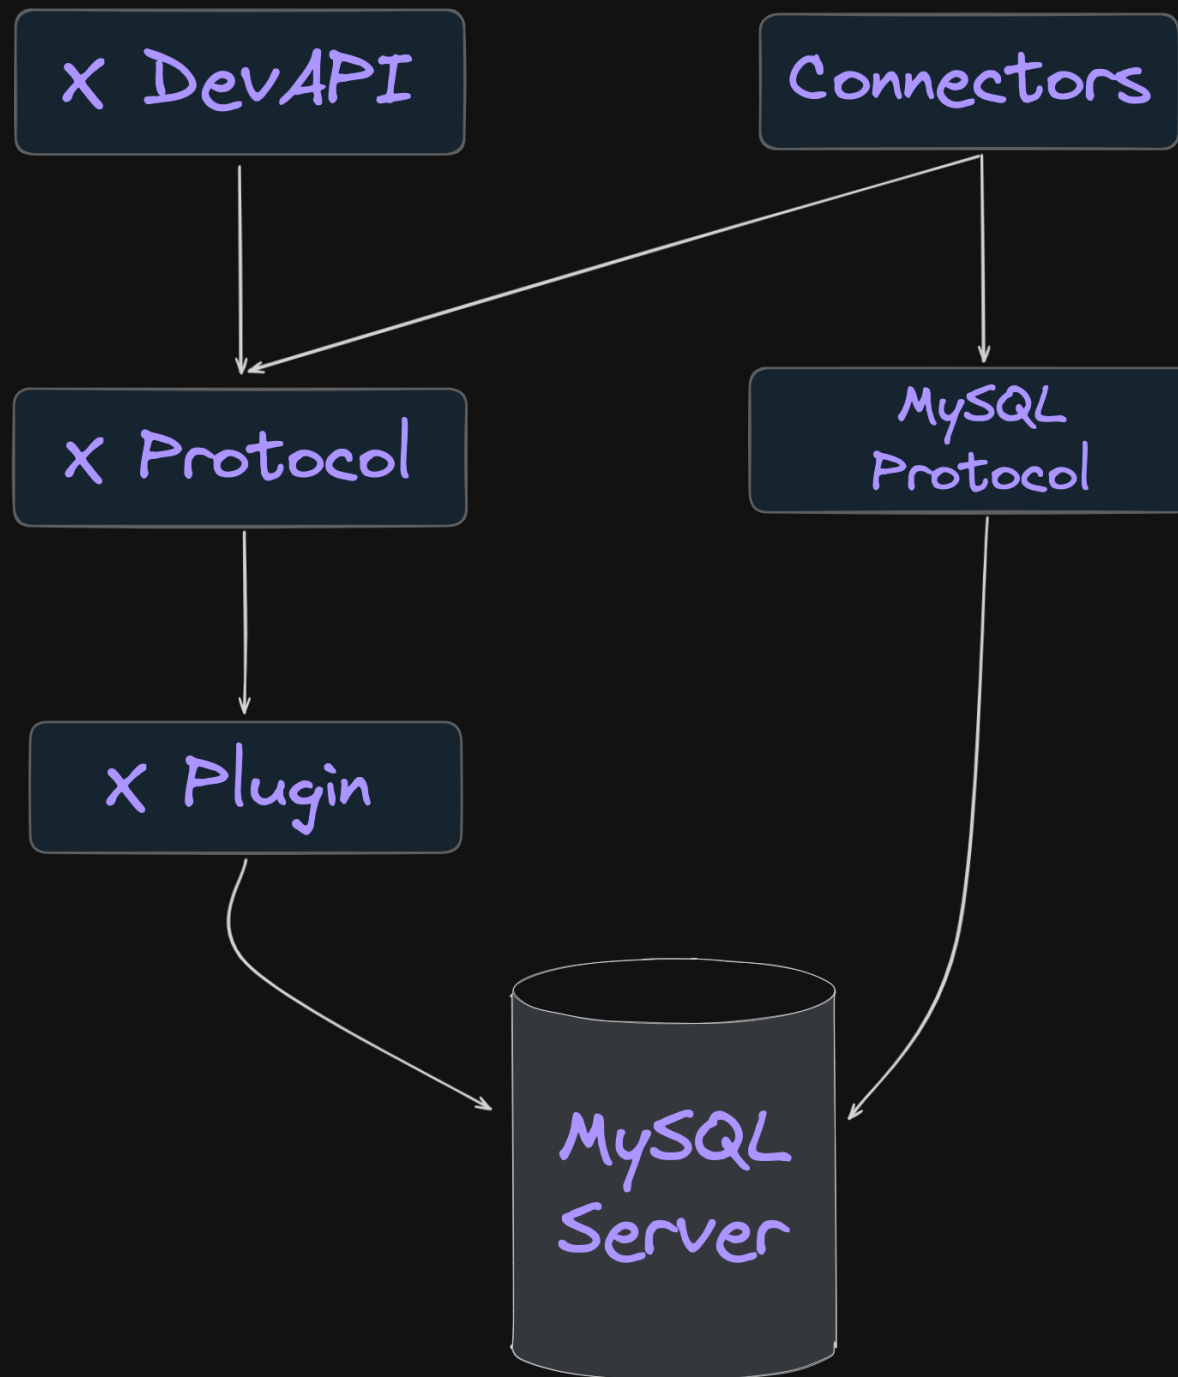 X DevAPI
Connectors
X Protocol
MySQL
Protocol
X Plugin
MySQL
Server